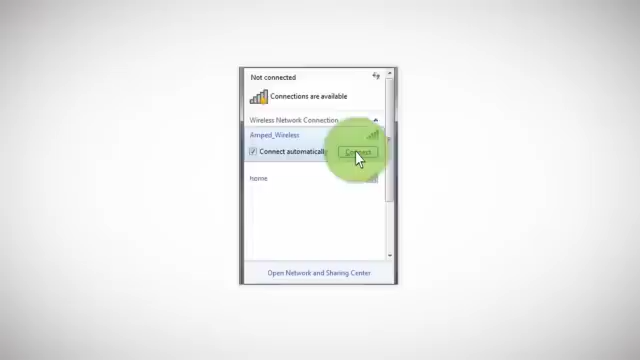 Not connected
Connections are available
Wireless Network Connection
Amped_Wireless
Connect automatically Connect
home
Open Network and Sharing Center